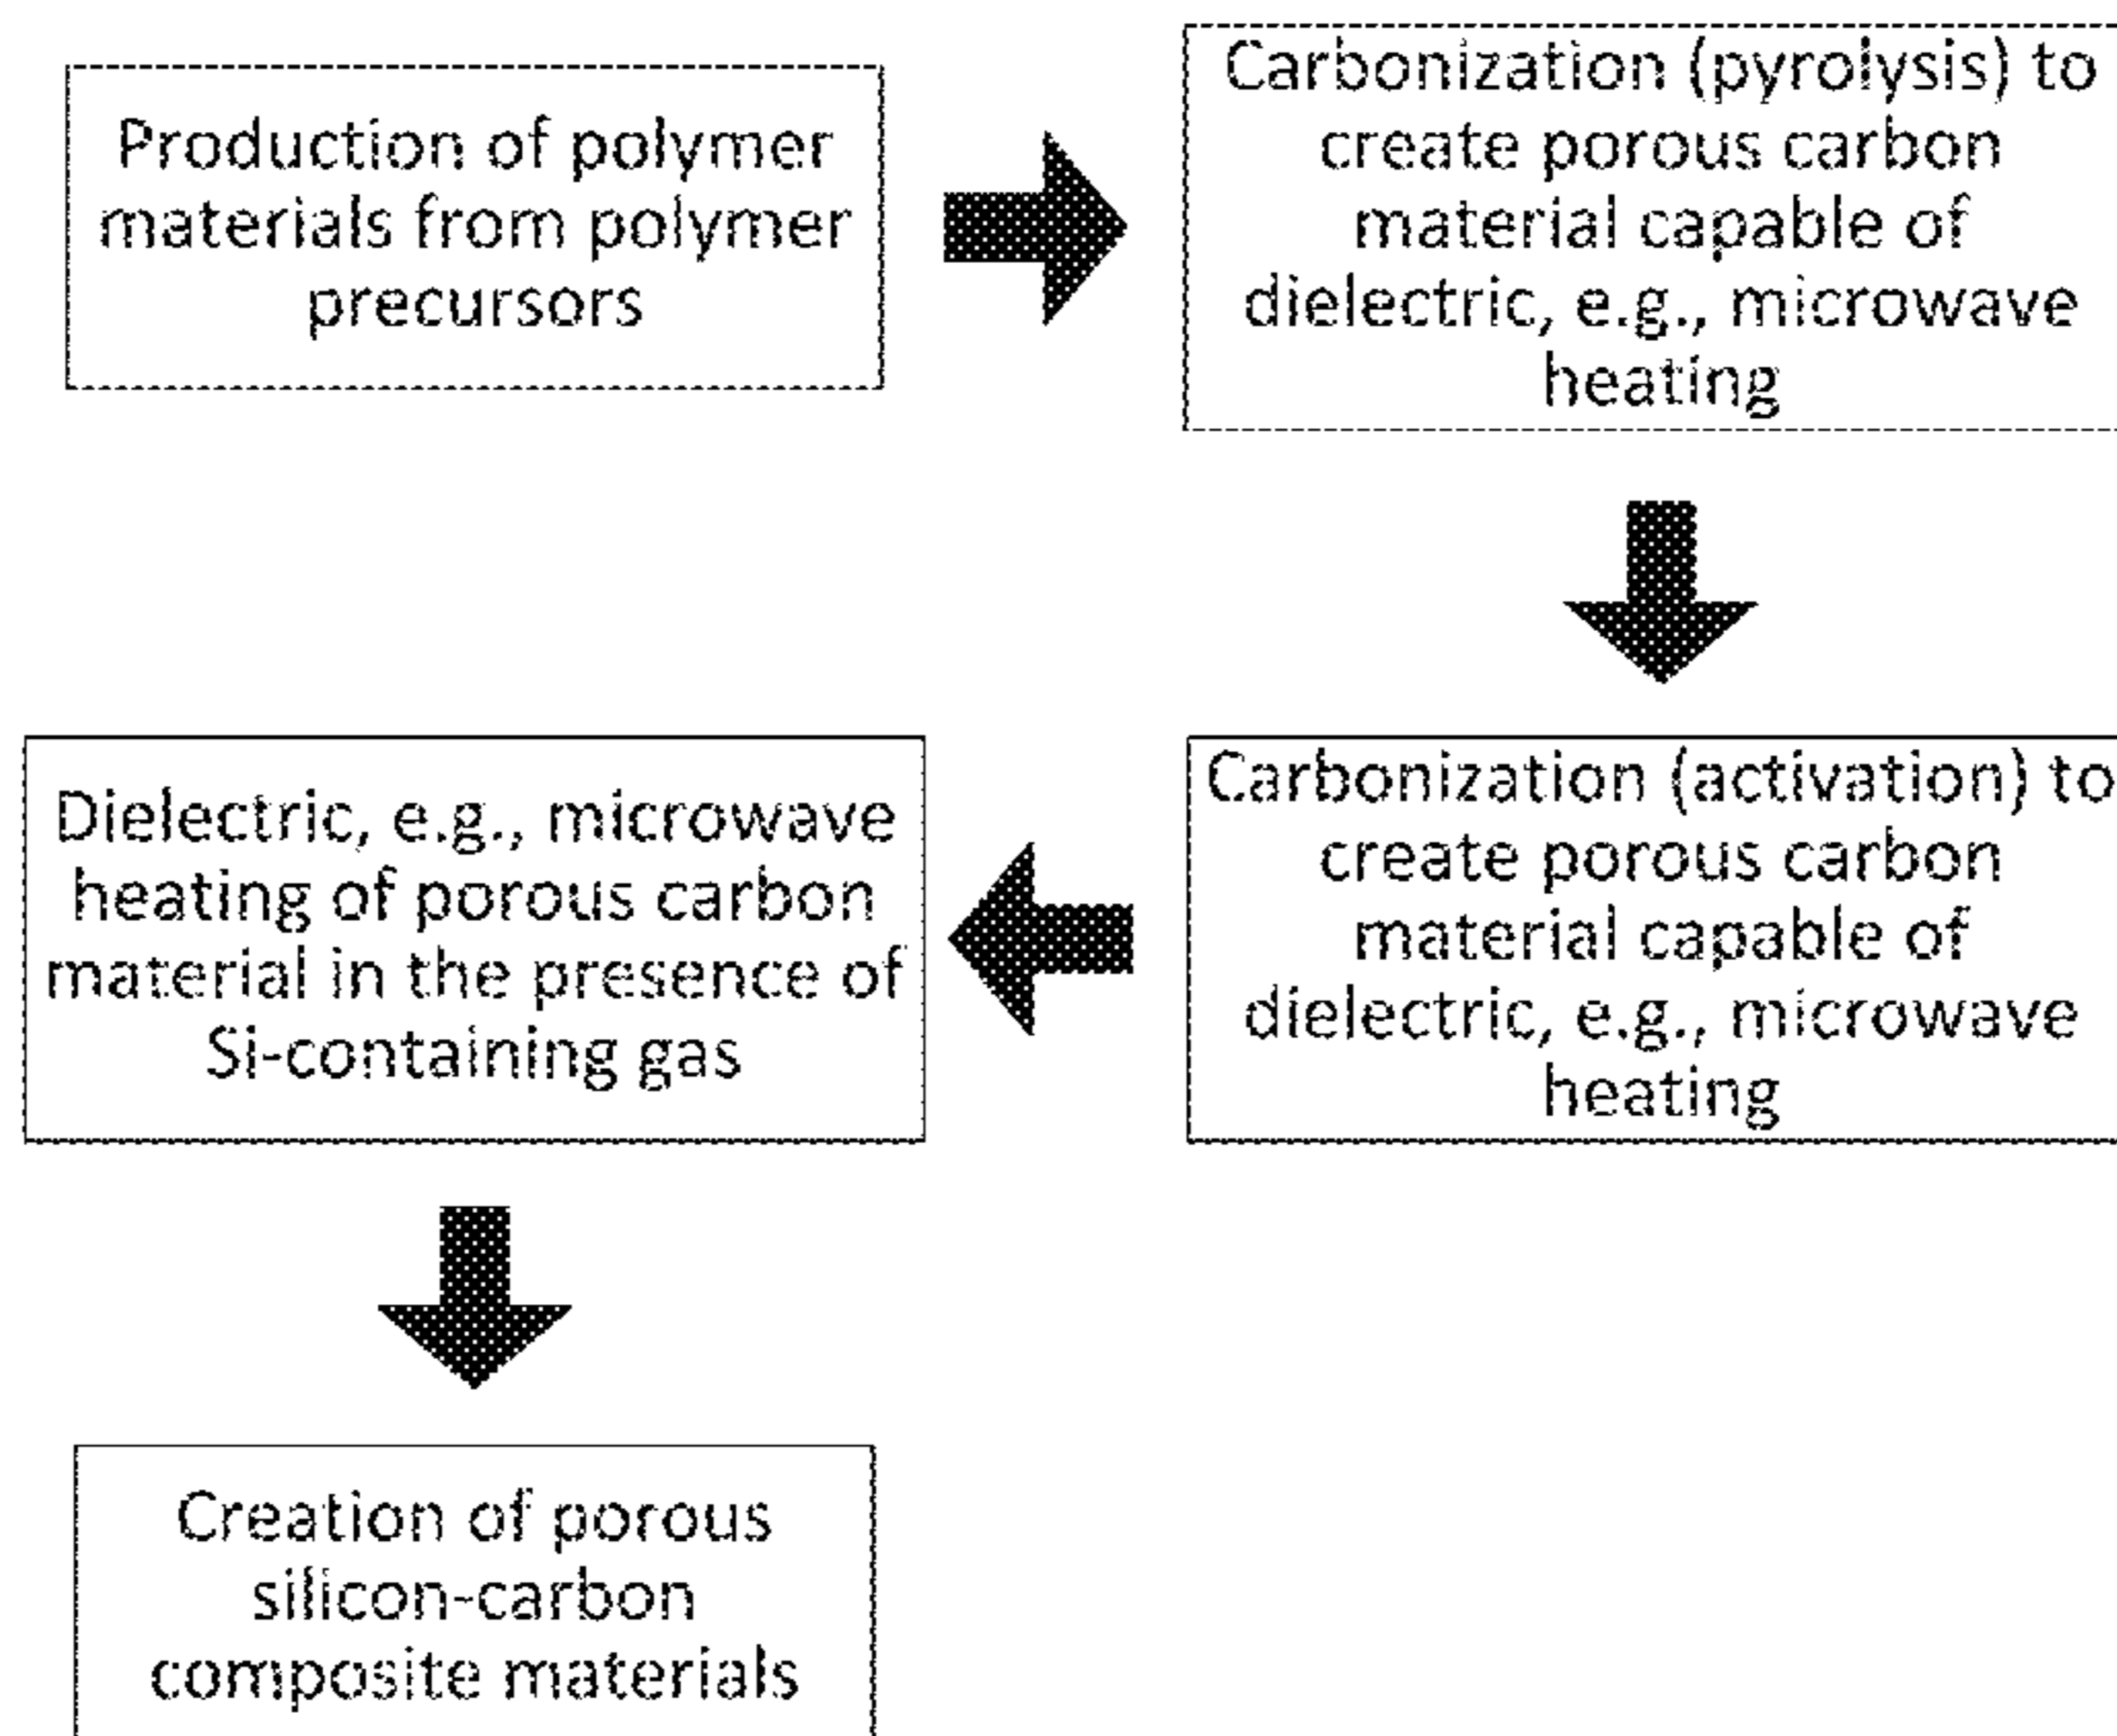 Production of polymer
materials from polymer
precursors
Carbonization (pyrolysis) to
create porous carbon
material capable of
dielectric, e.g., microwave
heating
Carbonization (activation) to
create porous carbon
material capable of
dielectric, e.g., microwave
heating
Dielectric, e.g., microwave
heating of porous carbon
material in the presence of
Si-containing gas
Creation of porous
silicon-carbon
composite materials